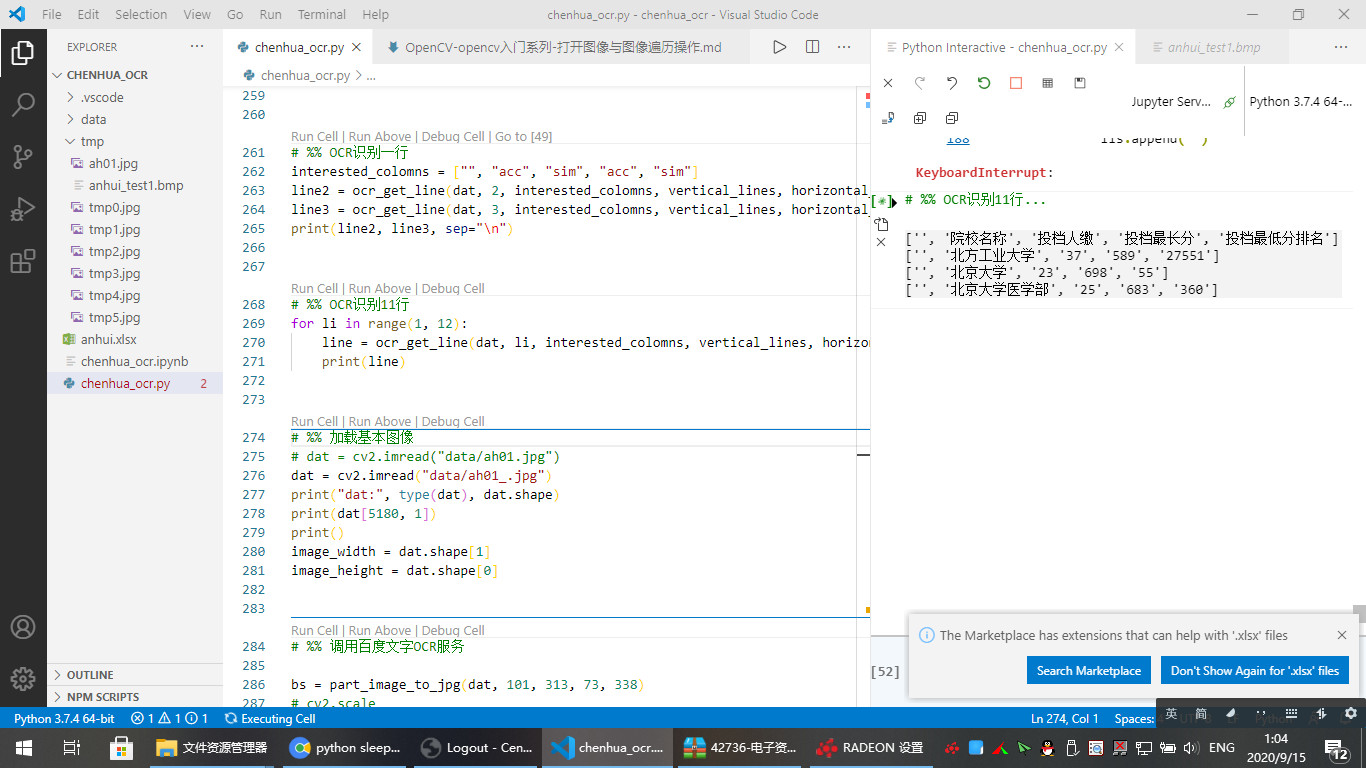 File Edit Selection View Go Run Terminal Help
chenhua_ocr.py - chenhua_ocr - Visual Studio Code
EXPLORER
CHENHUA_OCR
.vscode
data
tmp
ah01.jpg
anhui_test1.bmp
tmp0.jpg
tmp1.jpg
tmp2.jpg
tmp3.jpg
tmp4.jpg
tmp5.jpg
anhui.xlsx
chenhua_ocr.ipynb
chenhua_ocr.py 2
OUTLINE
NPM SCRIPTS
chenhua_ocr.py
OpenCV-opencv入门系列-打开图像与图像遍历操作.md
chenhua_ocr.py > ...
259
260
Run Cell | Run Above | Debug Cell | Go to [49]
261 # %% OCR识别一行
262 interested_colomns = ["", "acc", "sim", "acc", "sim"]
263 line2 = ocr_get_line(dat, 2, interested_colomns, vertical_lines, horizontal
264 line3 = ocr_get_line(dat, 3, interested_colomns, vertical_lines, horizontal
265 print(line2, line3, sep="\n")
266
267
Run Cell | Run Above | Debug Cell
268 # %% OCR识别11行
269 for li in range(1, 12):
270 line = ocr_get_line(dat, li, interested_colomns, vertical_lines, horizo
271 print(line)
272
273
Run Cell | Run Above | Debug Cell
274 # %% 加载基本图像
275 # dat = cv2.imread("data/ah01.jpg")
276 dat = cv2.imread("data/ah01_.jpg")
277 print("dat:", type(dat), dat.shape)
278 print(dat[5180, 1])
279 print()
280 image_width = dat.shape[1]
281 image_height = dat.shape[0]
282
283
Run Cell | Run Above | Debug Cell
284 # %% 调用百度文字OCR服务
285
286 bs = part_image_to_jpg(dat, 101, 313, 73, 338)
287 # cv2.scale
Python Interactive - chenhua_ocr.py
anhui_test1.bmp
Jupyter Serv...
Python 3.7.4 64-...
188 lis.append( )
KeyboardInterrupt:
[*] # %% OCR识别11行...
['', '院校名称', '投档人缴', '投档最长分', '投档最低分排名']
['', '北方工业大学', '37', '589', '27551']
['', '北京大学', '23', '698', '55']
['', '北京大学医学部', '25', '683', '360']
The Marketplace has extensions that can help with '.xlsx' files
Search Marketplace
Don't Show Again for '.xlsx' files
[52]
Python 3.7.4 64-bit 1 1 1 Executing Cell
Ln 274, Col 1 Spaces:
英 简
文件资源管理器
python sleep...
Logout - Cen...
chenhua_ocr....
42736-电子资...
RADEON 设置
ENG
1:04
2020/9/15
12